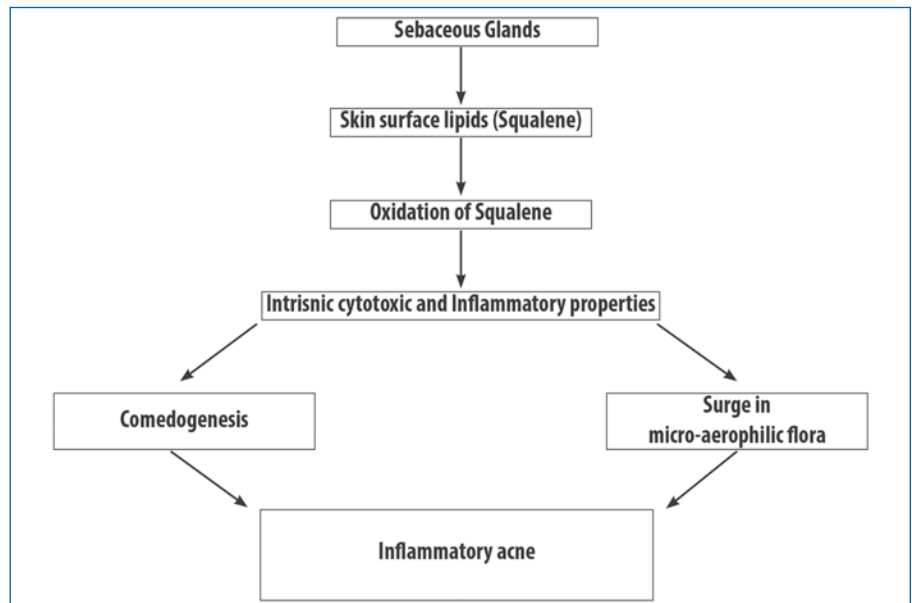 Sebaceous Glands
Skin surface lipids (Squalene)
Oxidation of Squalene
Intrisnic cytotoxic and Inflammatory properties
Comedogenesis
Surge in
micro-aerophilic flora
Inflammatory acne